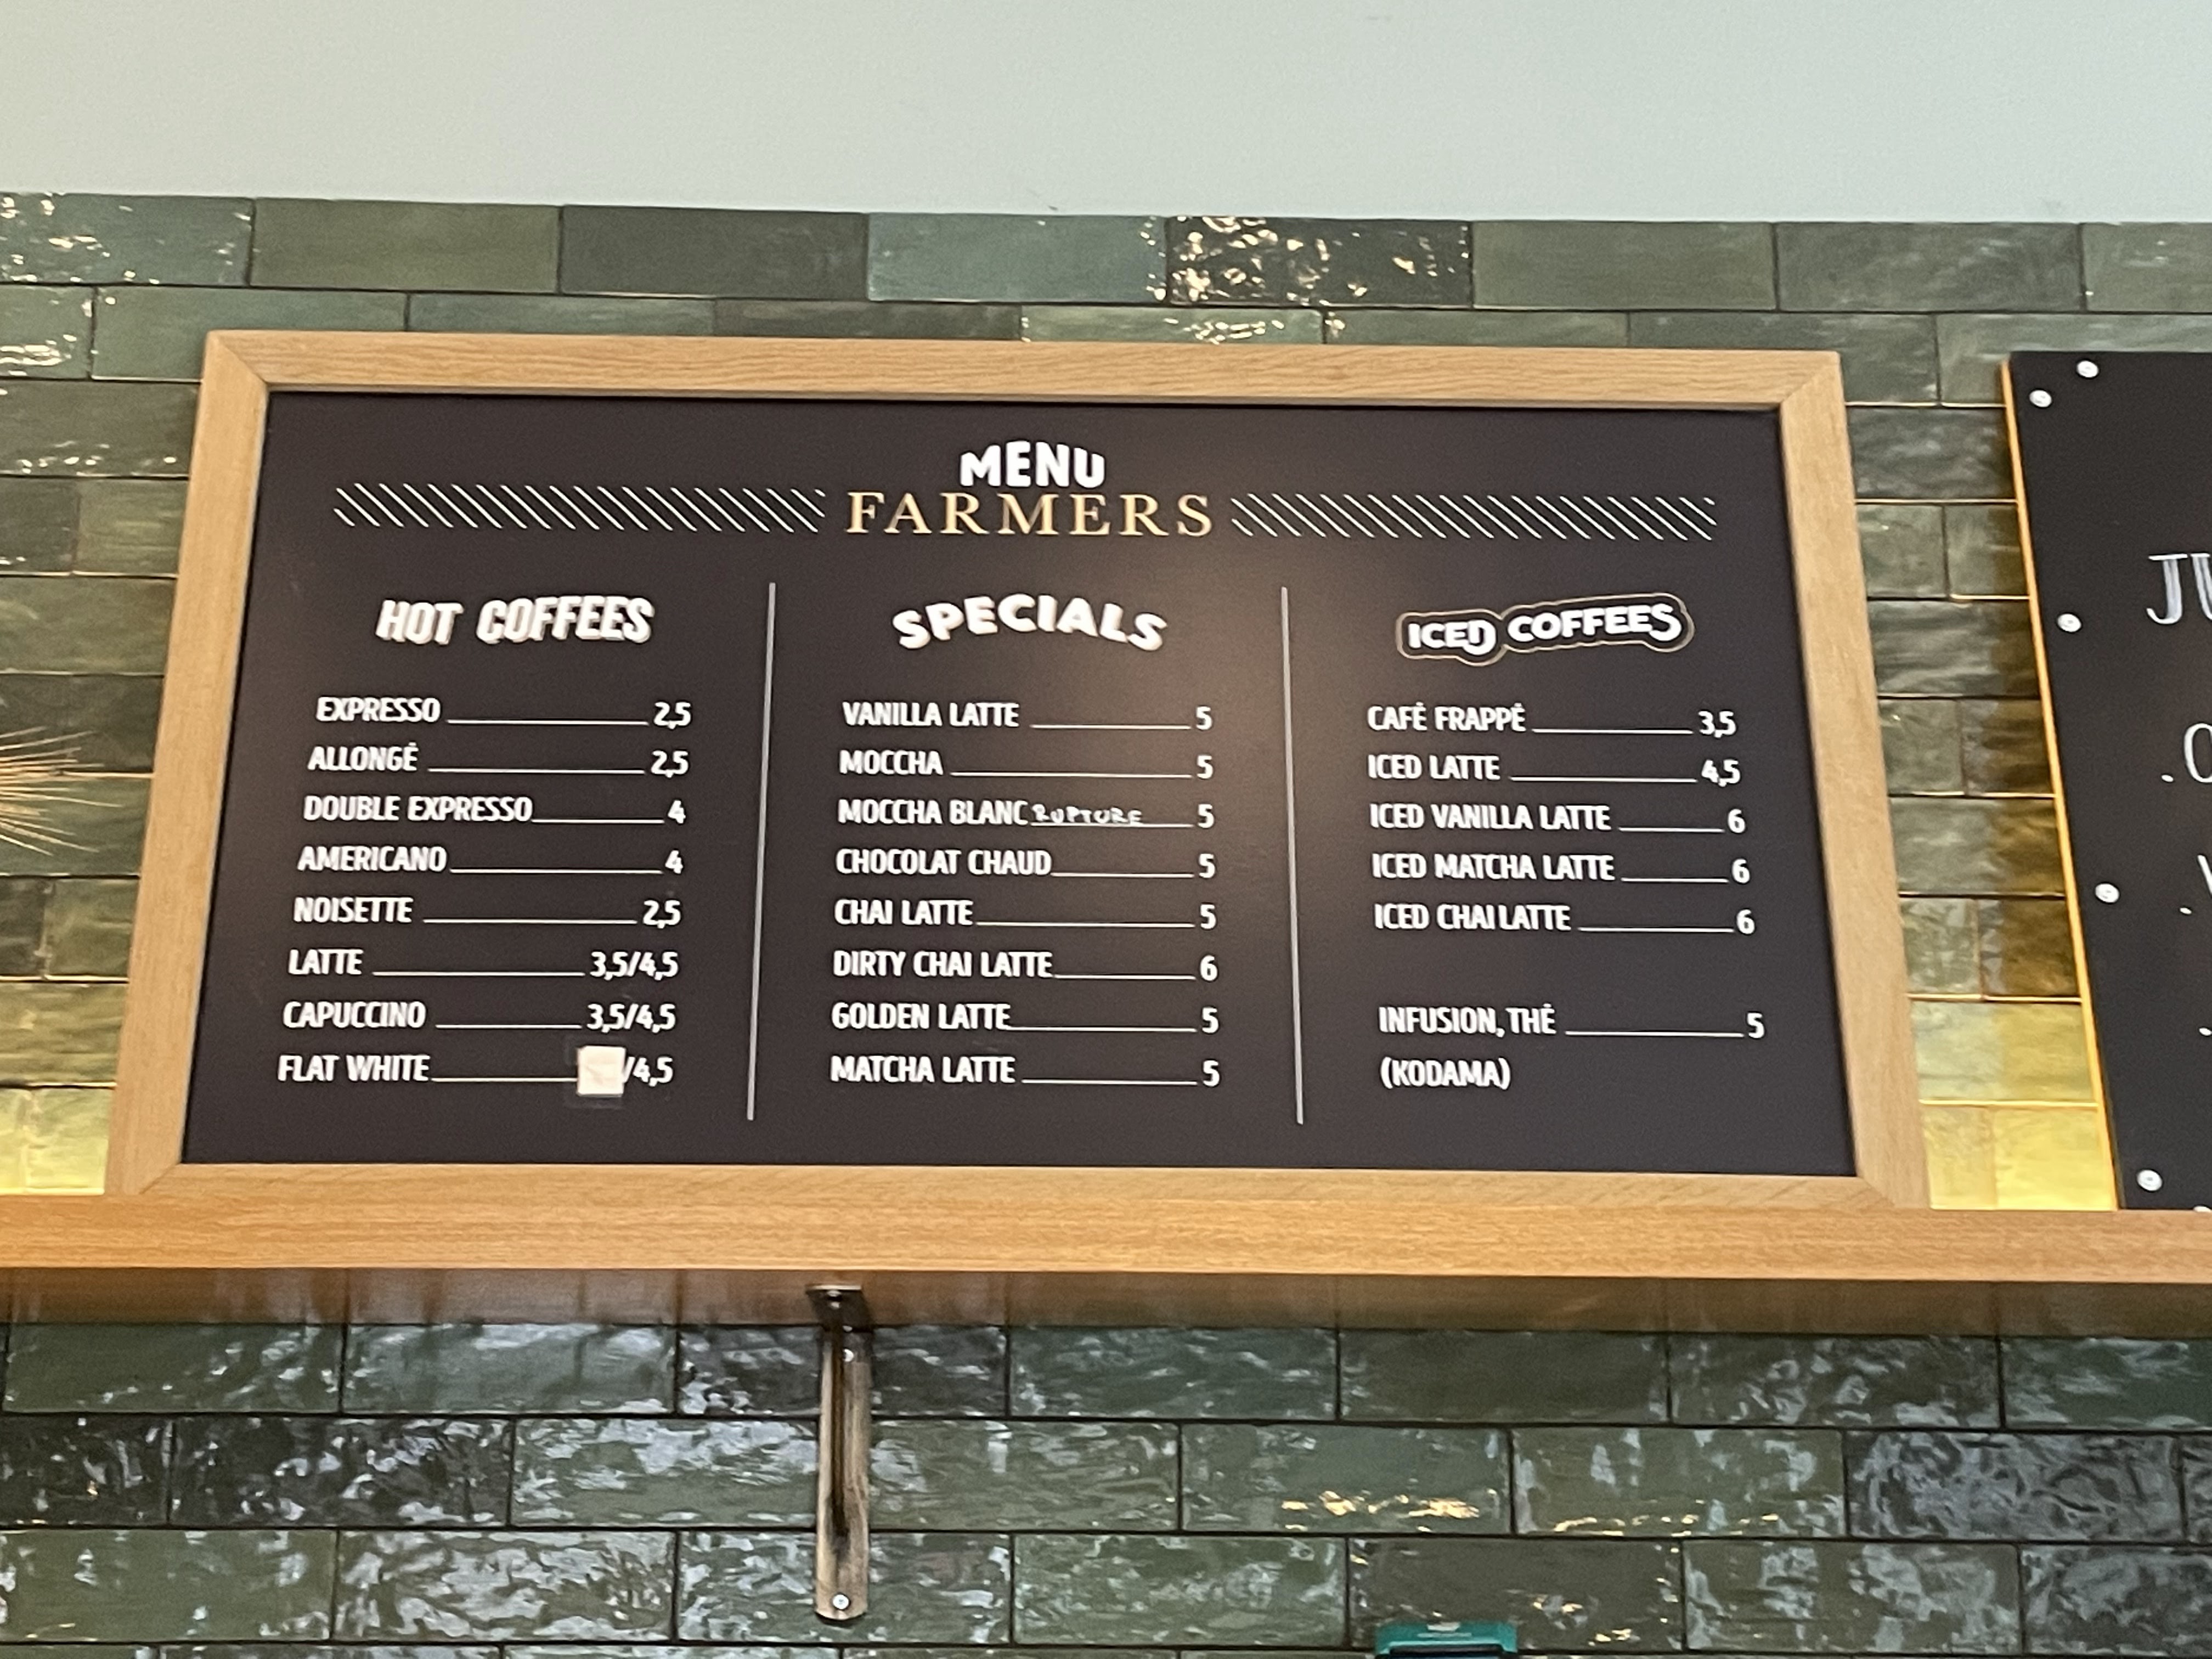 MENU
FARMERS
HOT COFFEES
EXPRESSO 2,5
ALLONGÉ 2,5
DOUBLE EXPRESSO 4
AMERICANO 4
NOISETTE 2,5
LATTE 3,5/4,5
CAPUCCINO 3,5/4,5
FLAT WHITE /4,5
SPECIALS
VANILLA LATTE 5
MOCCHA 5
MOCCHA BLANC RUPTURE 5
CHOCOLAT CHAUD 5
CHAI LATTE 5
DIRTY CHAI LATTE 6
GOLDEN LATTE 5
MATCHA LATTE 5
ICED COFFEES
CAFÉ FRAPPÉ 3,5
ICED LATTE 4,5
ICED VANILLA LATTE 6
ICED MATCHA LATTE 6
ICED CHAI LATTE 6
INFUSION, THÉ 5
(KODAMA)